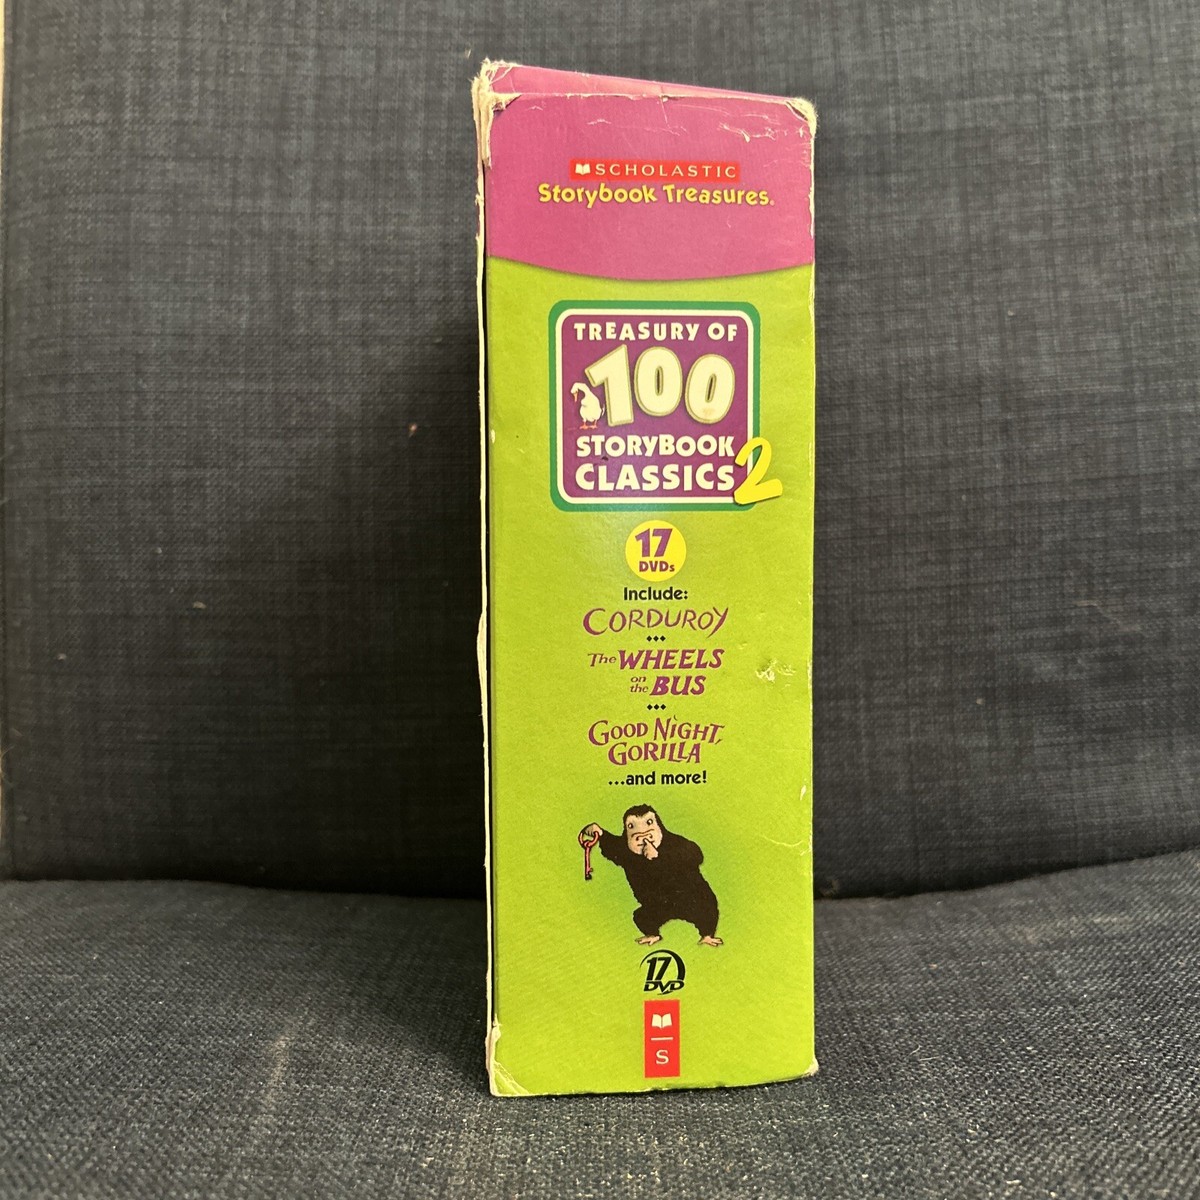 SCHOLASTIC
Storybook Treasures®
TREASURY OF
100
STORYBOOK
CLASSICS 2
17
DVDs
Include:
CORDUROY
The WHEELS
on the BUS
GOOD NIGHT,
GORILLA
...and more!
17
DVD
S